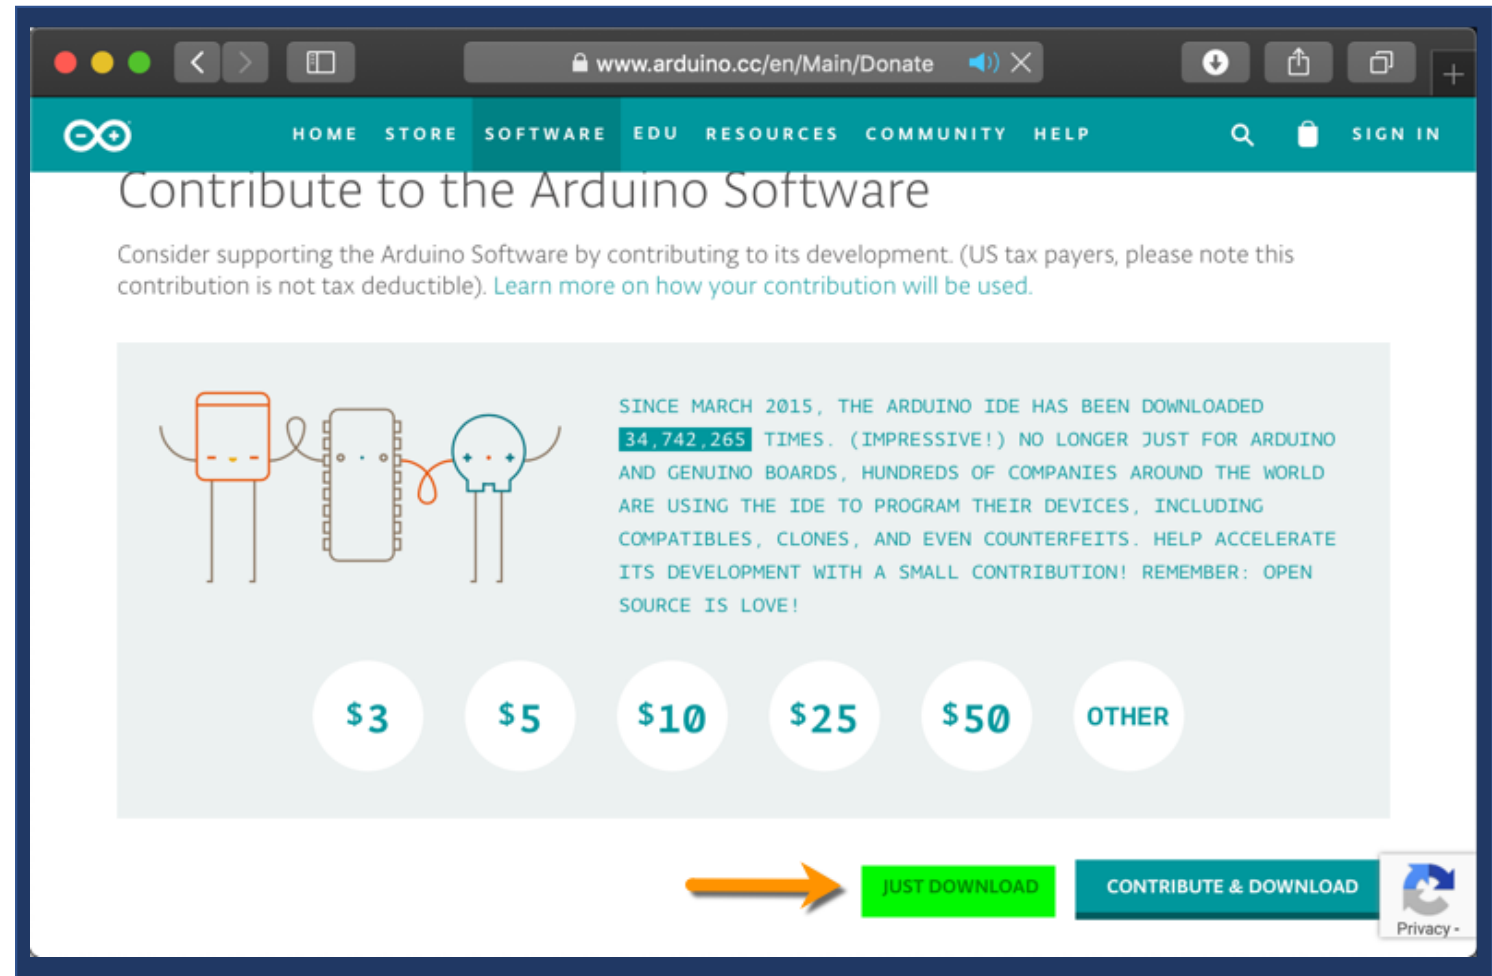 www.arduino.cc/en/Main/Donate
HOME STORE SOFTWARE EDU RESOURCES COMMUNITY HELP SIGN IN
Contribute to the Arduino Software
Consider supporting the Arduino Software by contributing to its development. (US tax payers, please note this
contribution is not tax deductible). Learn more on how your contribution will be used.
SINCE MARCH 2015, THE ARDUINO IDE HAS BEEN DOWNLOADED
34,742,265 TIMES. (IMPRESSIVE!) NO LONGER JUST FOR ARDUINO
AND GENUINO BOARDS, HUNDREDS OF COMPANIES AROUND THE WORLD
ARE USING THE IDE TO PROGRAM THEIR DEVICES, INCLUDING
COMPATIBLES, CLONES, AND EVEN COUNTERFEITS. HELP ACCELERATE
ITS DEVELOPMENT WITH A SMALL CONTRIBUTION! REMEMBER: OPEN
SOURCE IS LOVE!
$3 $5 $10 $25 $50 OTHER
JUST DOWNLOAD CONTRIBUTE & DOWNLOAD
Privacy -